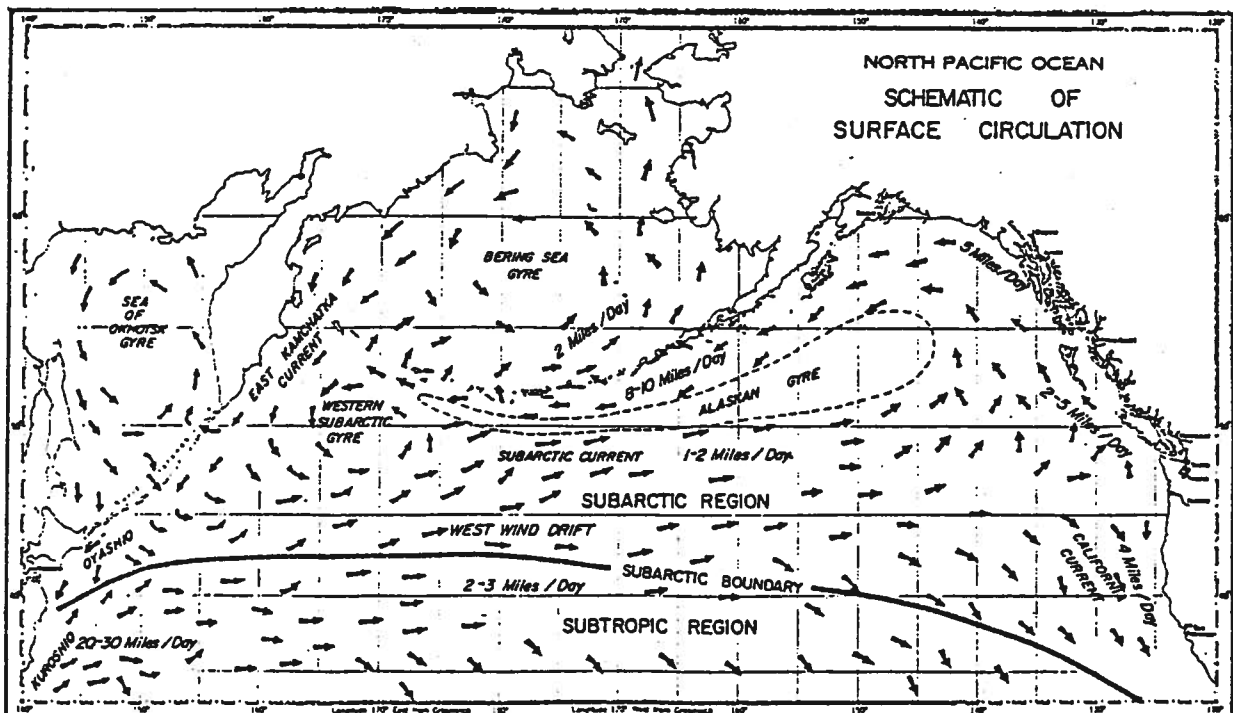 NORTH PACIFIC OCEAN
SCHEMATIC OF
SURFACE CIRCULATION
5 Miles/Day
BERING SEA
GYRE
SEA
OF
OKHOTSK
GYRE
EAST KAMCHATKA
CURRENT
2 Miles/Day
8-10 Miles/Day
ALASKAN GYRE
WESTERN
SUBARCTIC
GYRE
2-5 Miles/Day
SUBARCTIC CURRENT 1-2 Miles/Day
SUBARCTIC REGION
WEST WIND DRIFT
OYASHIO
CALIFORNIA
CURRENT
4 Miles/Day
SUBARCTIC BOUNDARY
2-3 Miles/Day
SUBTROPIC REGION
KUROSHIO
20-30 Miles/Day